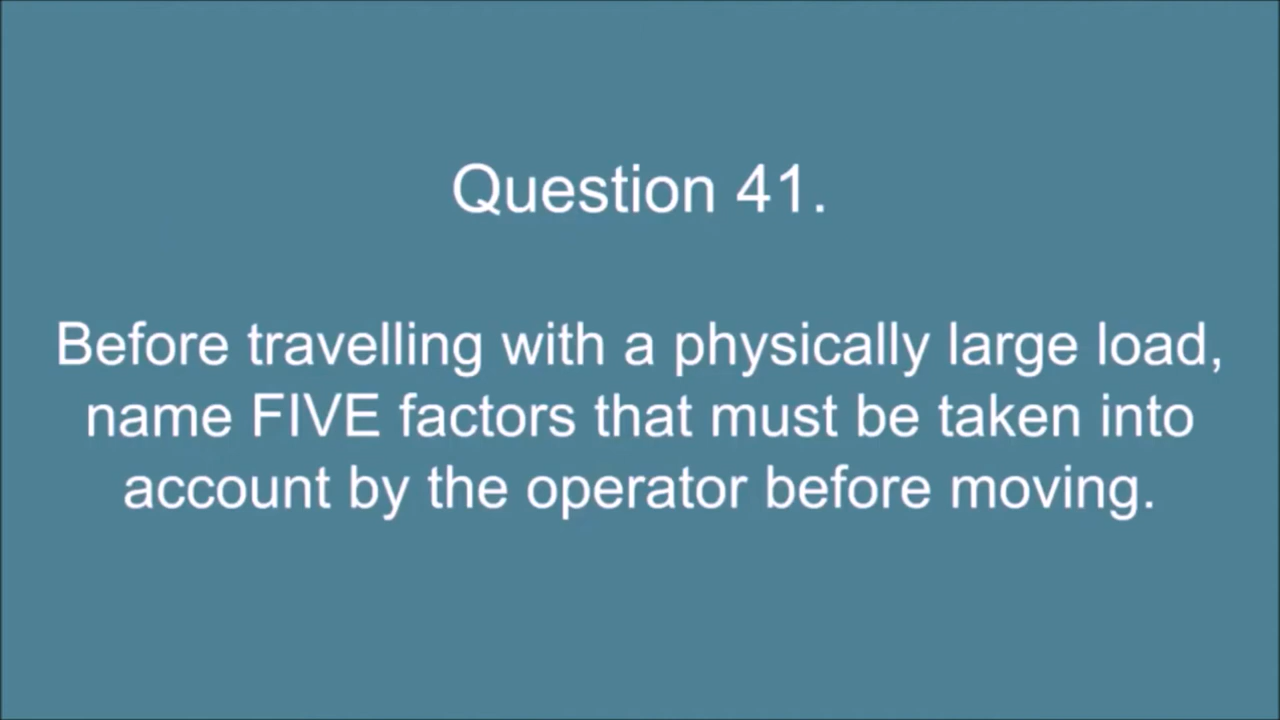 Question 41.
Before travelling with a physically large load,
name FIVE factors that must be taken into
account by the operator before moving.